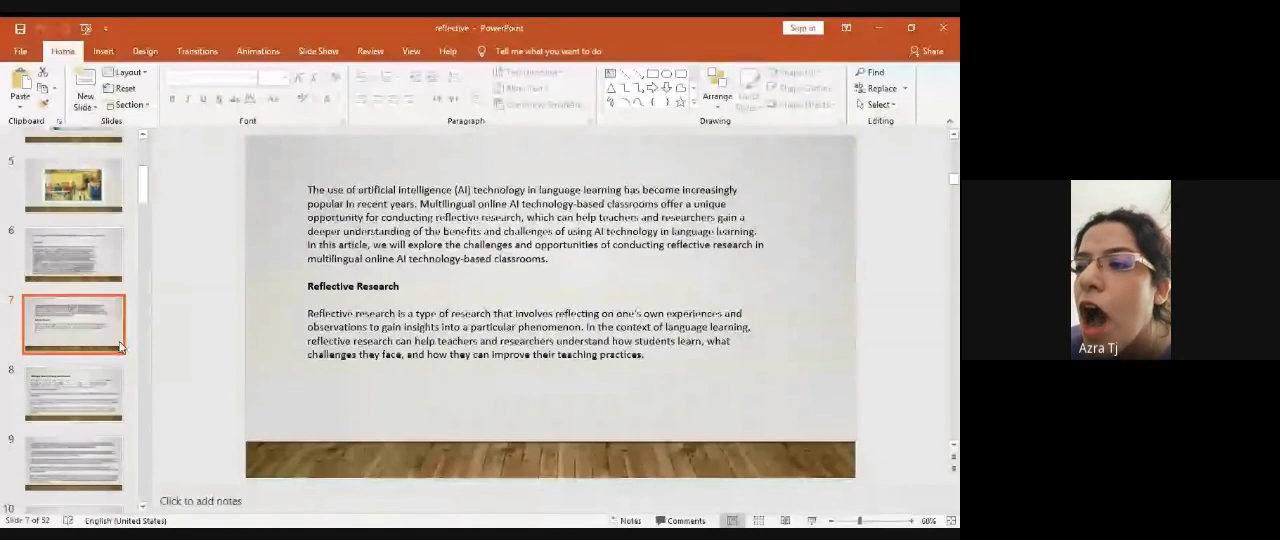 reflective - PowerPoint
Sign in
File Home Insert Design Transitions Animations Slide Show Review View Help Tell me what you want to do
Share
Paste
New
Slide
Layout
Reset
Section
Arrange
Find
Replace
Select
Clipboard Slides Font Paragraph Drawing Editing
5
6
7
8
9
10
The use of artificial intelligence (AI) technology in language learning has become increasingly
popular in recent years. Multilingual online AI technology-based classrooms offer a unique
opportunity for conducting reflective research, which can help teachers and researchers gain a
deeper understanding of the benefits and challenges of using AI technology in language learning.
In this article, we will explore the challenges and opportunities of conducting reflective research in
multilingual online AI technology-based classrooms.
Reflective Research
Reflective research is a type of research that involves reflecting on one's own experiences and
observations to gain insights into a particular phenomenon. In the context of language learning,
reflective research can help teachers and researchers understand how students learn, what
challenges they face, and how they can improve their teaching practices.
Azra Tj
Click to add notes
Slide 7 of 52 English (United States) Notes Comments 60%